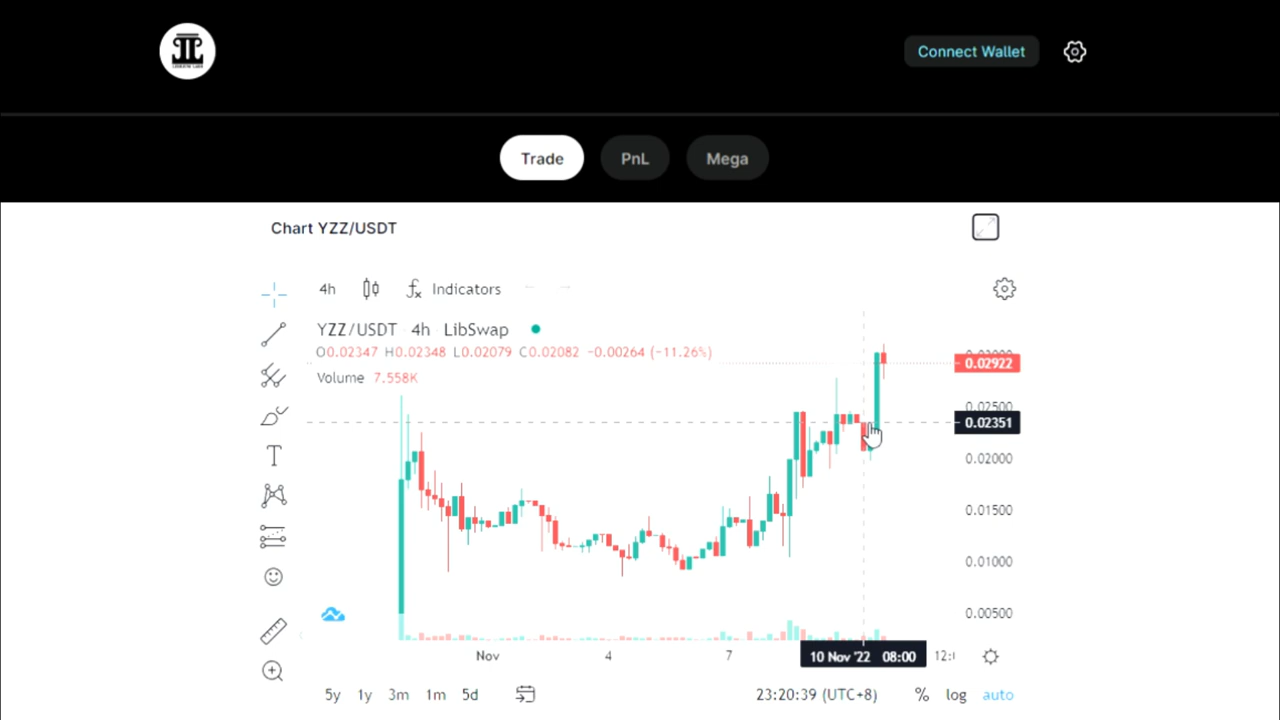 Connect Wallet
Trade
PnL
Mega
Chart YZZ/USDT
4h
Indicators
YZZ/USDT 4h LibSwap
O0.02347 H0.02348 L0.02079 C0.02082 −0.00264 (−11.26%)
Volume 7.558K
0.02922
0.02500
0.02351
0.02000
0.01500
0.01000
0.00500
Nov
4
7
10 Nov '22 08:00
5y 1y 3m 1m 5d
23:20:39 (UTC+8)
% log auto